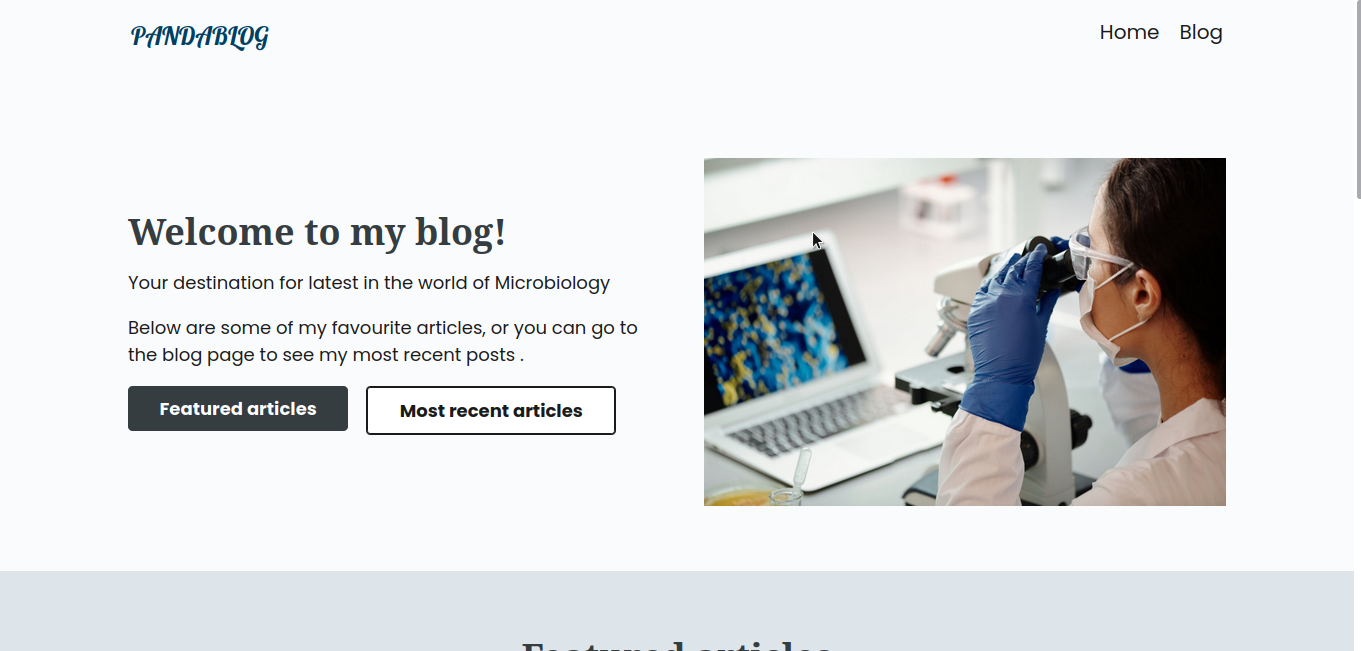 PANDABLOG
Home Blog
Welcome to my blog!
Your destination for latest in the world of Microbiology
Below are some of my favourite articles, or you can go to
the blog page to see my most recent posts .
Featured articles
Most recent articles
Featured articles